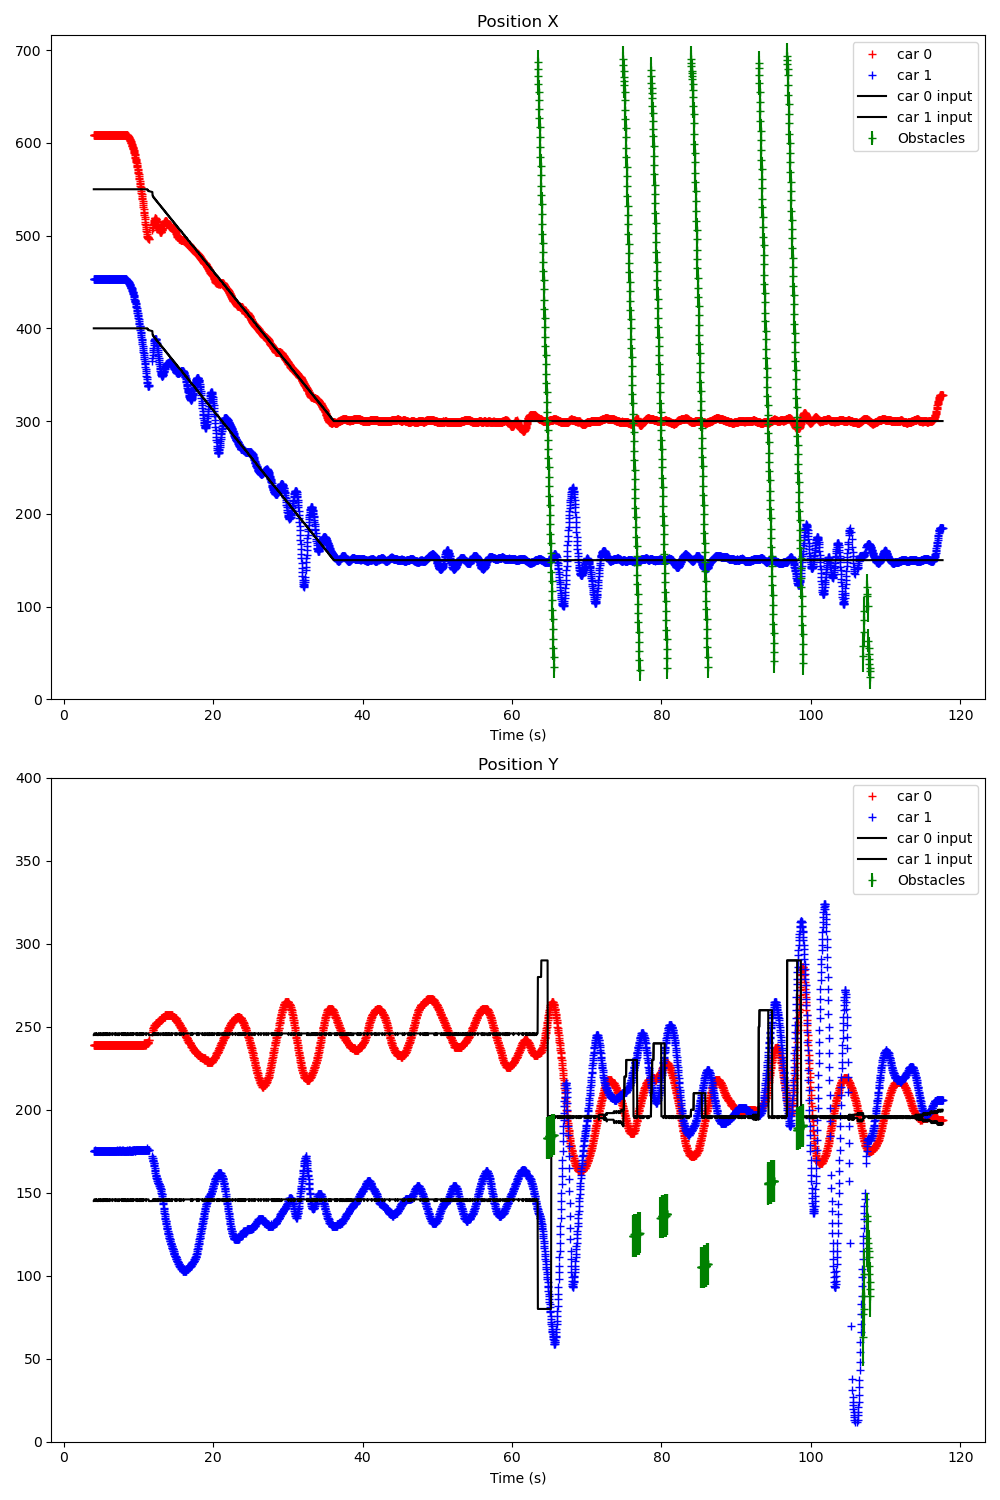 Position X
700
600
500
400
300
200
100
0
car 0
car 1
car 0 input
car 1 input
Obstacles
0 20 40 60 80 100 120
Time (s)
Position Y
400
350
300
250
200
150
100
50
0
car 0
car 1
car 0 input
car 1 input
Obstacles
0 20 40 60 80 100 120
Time (s)